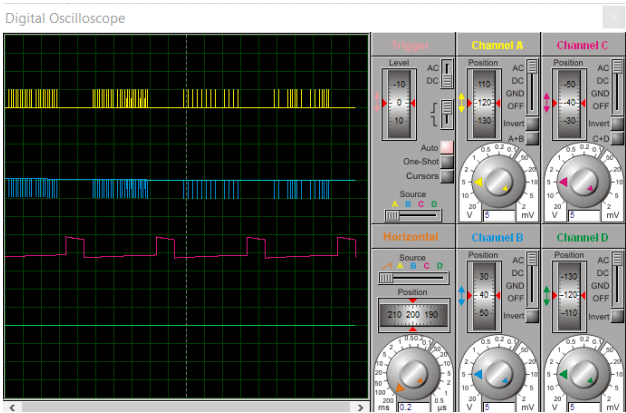 Digital Oscilloscope
Trigger
Level
AC
DC
-10
0
10
Auto
One-Shot
Cursors
Source
A B C D
Channel A
Position
AC
DC
GND
OFF
110
-120
-130
Invert
A+B
V 5 mV
Channel C
Position
AC
DC
GND
OFF
-50
-40
-30
Invert
C+D
V 5 mV
Horizontal
Source
A B C D
Position
210 200 190
ms 0.2 µs
Channel B
Position
AC
DC
GND
OFF
30
40
50
Invert
V 5 mV
Channel D
Position
AC
DC
GND
OFF
-130
-120
-110
Invert
V 5 mV